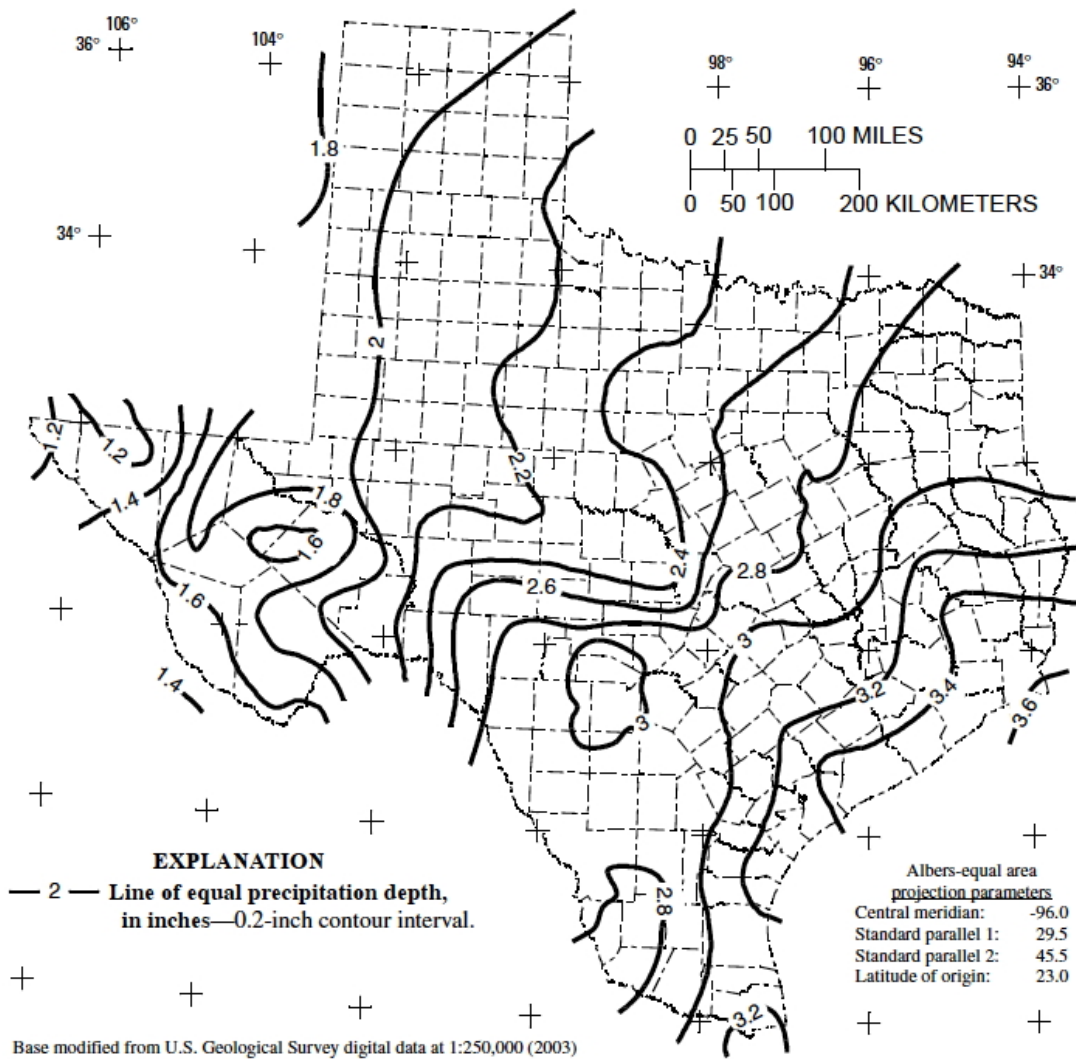 106°
36°
104°
98°
96°
94°
36°
0 25 50 100 MILES
0 50 100 200 KILOMETERS
1.8
34°
34°
2
1.2
1.2
2.2
1.4
1.8
1.6
2.4
2.6
2.8
1.6
3
1.4
3.2
3.4
3
3.6
EXPLANATION
2 Line of equal precipitation depth,
in inches—0.2-inch contour interval.
2.8
Albers-equal area
projection parameters
Central meridian: -96.0
Standard parallel 1: 29.5
Standard parallel 2: 45.5
Latitude of origin: 23.0
3.2
Base modified from U.S. Geological Survey digital data at 1:250,000 (2003)